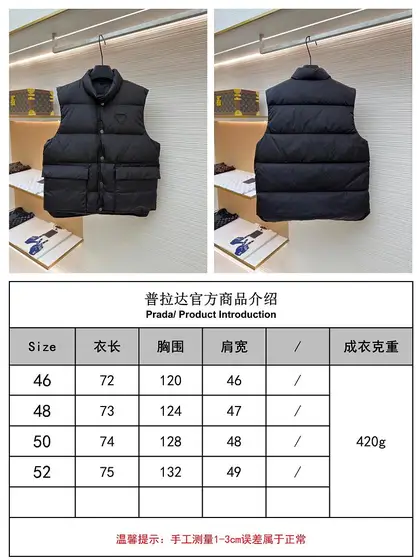 普拉达官方商品介绍
Prada/ Product Introduction
Size 衣长 胸围 肩宽 / 成衣克重
46 72 120 46 /
48 73 124 47 /
50 74 128 48 /
52 75 132 49 /
420g
温馨提示：手工测量1-3cm误差属于正常